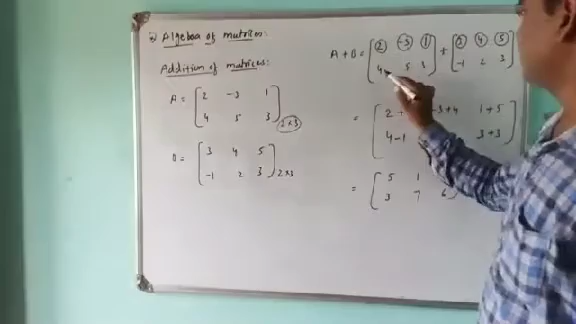 Algebra of matrices:
Addition of matrices:
A = [ 2 -3 1
4 5 3 ] 2×3
B = [ 3 4 5
-1 2 3 ] 2×3
A + B = [ 2 -3 1 + [ 4 5
4 5 3 ] -1 2 3 ]
= [ 2 + -3+4 1+5
4-1 3+3 ]
= [ 5 1
3 7 6